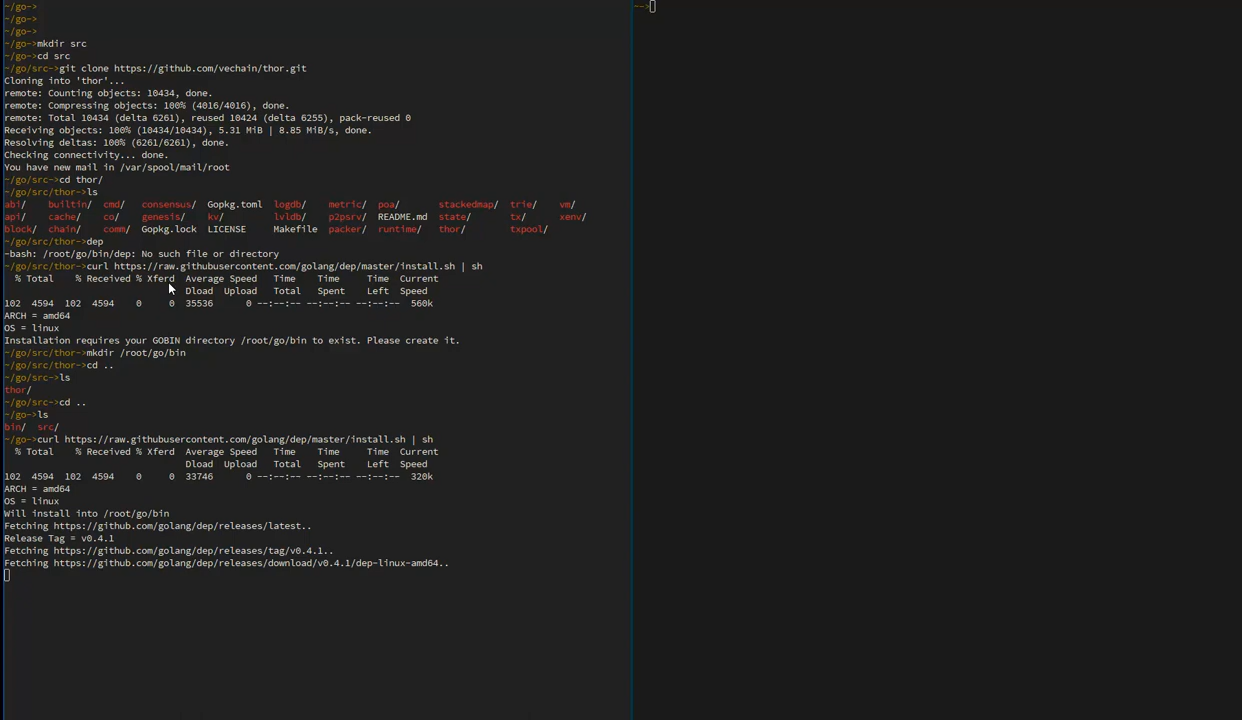 ~/go->
~/go->
~/go->
~/go->mkdir src
~/go->cd src
~/go/src->git clone https://github.com/vechain/thor.git
Cloning into 'thor'...
remote: Counting objects: 10434, done.
remote: Compressing objects: 100% (4016/4016), done.
remote: Total 10434 (delta 6261), reused 10424 (delta 6255), pack-reused 0
Receiving objects: 100% (10434/10434), 5.31 MiB | 8.85 MiB/s, done.
Resolving deltas: 100% (6261/6261), done.
Checking connectivity... done.
You have new mail in /var/spool/mail/root
~/go/src->cd thor/
~/go/src/thor->ls
abi/ builtin/ cmd/ consensus/ Gopkg.toml logdb/ metric/ poa/ stackedmap/ trie/ vm/
api/ cache/ co/ genesis/ kv/ lvldb/ p2psrv/ README.md state/ tx/ xenv/
block/ chain/ comm/ Gopkg.lock LICENSE Makefile packer/ runtime/ thor/ txpool/
~/go/src/thor->dep
-bash: /root/go/bin/dep: No such file or directory
~/go/src/thor->curl https://raw.githubusercontent.com/golang/dep/master/install.sh | sh
% Total % Received % Xferd Average Speed Time Time Time Current
Dload Upload Total Spent Left Speed
102 4594 102 4594 0 0 35536 0 --:--:-- --:--:-- --:--:-- 560k
ARCH = amd64
OS = linux
Installation requires your GOBIN directory /root/go/bin to exist. Please create it.
~/go/src/thor->mkdir /root/go/bin
~/go/src/thor->cd ..
~/go/src->ls
thor/
~/go/src->cd ..
~/go->ls
bin/ src/
~/go->curl https://raw.githubusercontent.com/golang/dep/master/install.sh | sh
% Total % Received % Xferd Average Speed Time Time Time Current
Dload Upload Total Spent Left Speed
102 4594 102 4594 0 0 33746 0 --:--:-- --:--:-- --:--:-- 320k
ARCH = amd64
OS = linux
Will install into /root/go/bin
Fetching https://github.com/golang/dep/releases/latest..
Release Tag = v0.4.1
Fetching https://github.com/golang/dep/releases/tag/v0.4.1..
Fetching https://github.com/golang/dep/releases/download/v0.4.1/dep-linux-amd64..
-->